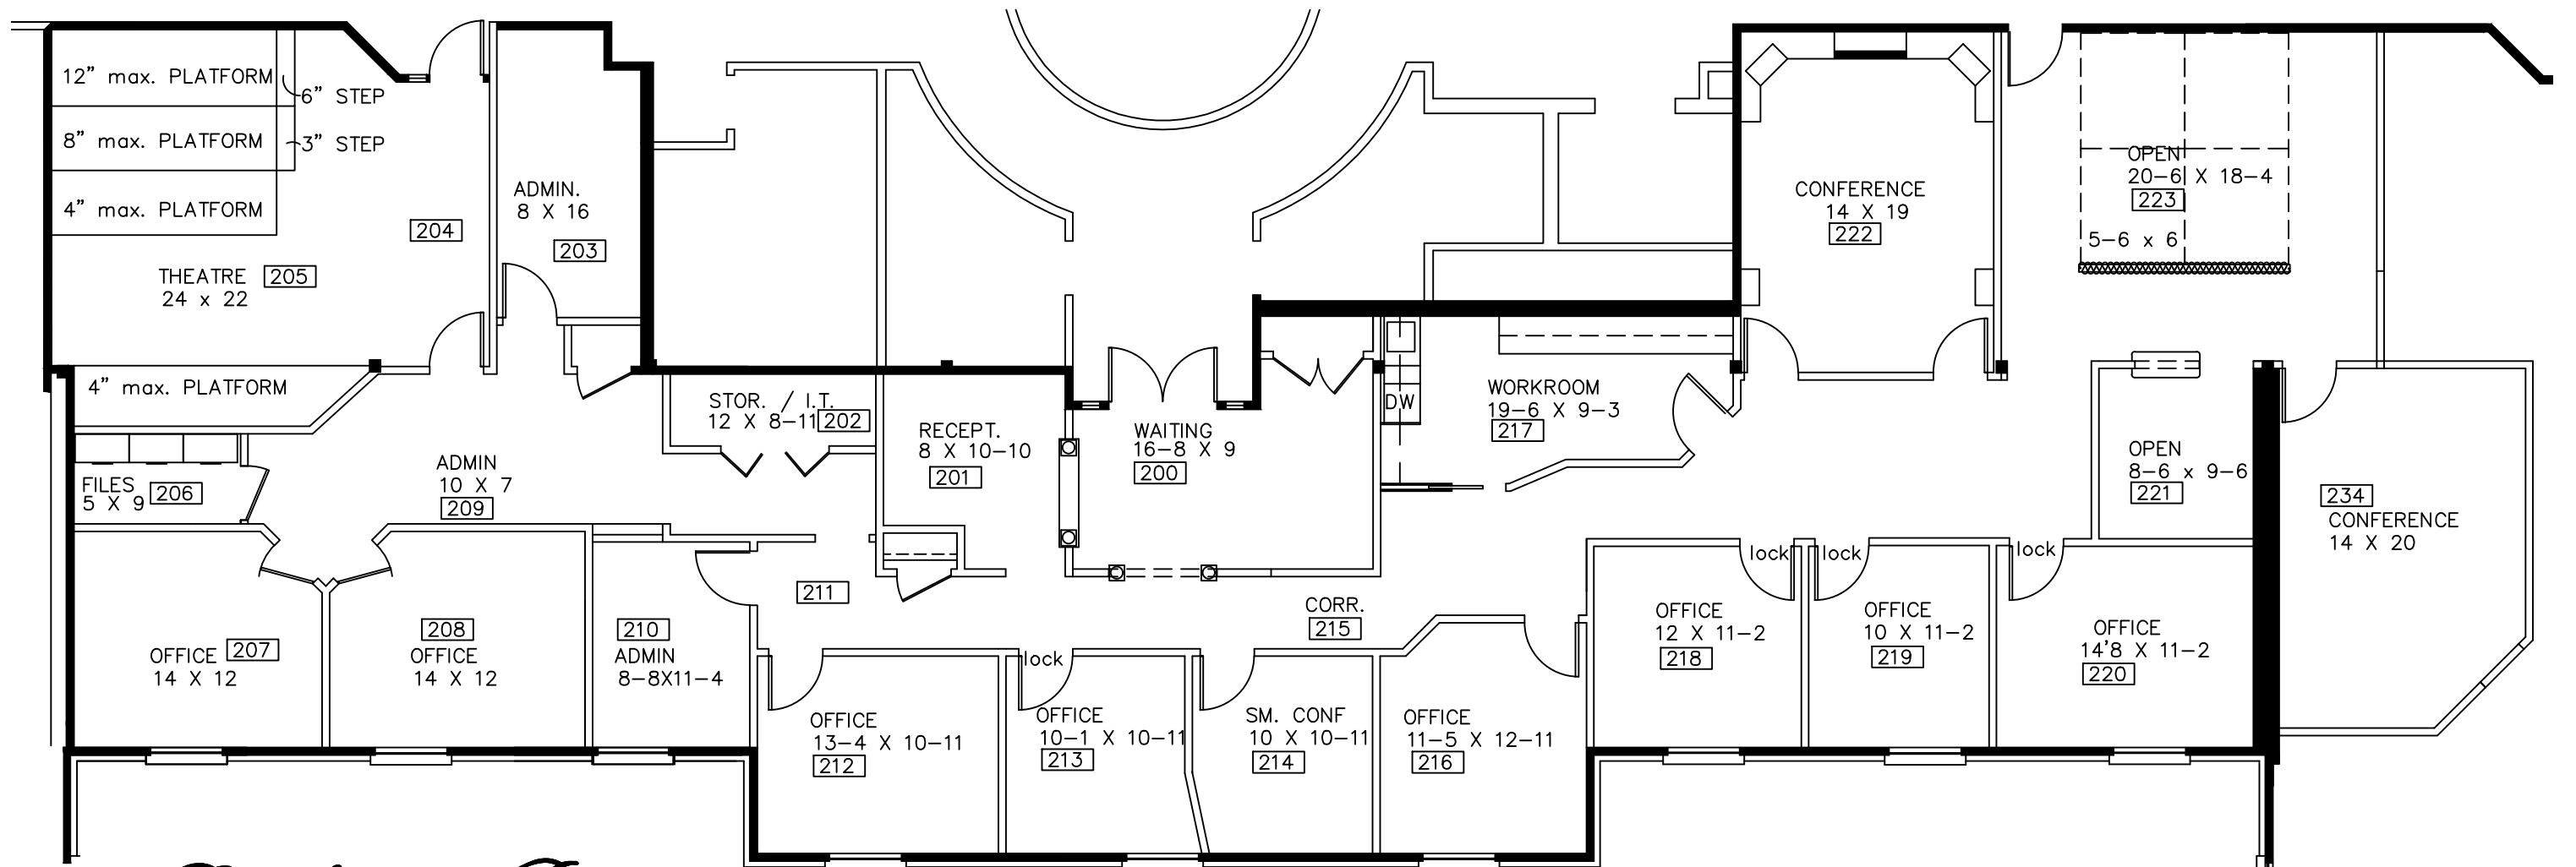 12” max. PLATFORM
6” STEP
8” max. PLATFORM
3” STEP
4” max. PLATFORM
204
THEATRE 205
24 x 22
4” max. PLATFORM
ADMIN.
8 X 16
203
STOR. / I.T.
12 X 8-11 202
RECEPT.
8 X 10-10
201
WAITING
16-8 X 9
200
DW
WORKROOM
19-6 X 9-3
217
CONFERENCE
14 X 19
222
OPEN
20-6 X 18-4
223
5-6 x 6
OPEN
8-6 x 9-6
221
234
CONFERENCE
14 X 20
FILES 206
5 X 9
ADMIN
10 X 7
209
OFFICE 207
14 X 12
208
OFFICE
14 X 12
210
ADMIN
8-8X11-4
211
CORR.
215
OFFICE
13-4 X 10-11
212
lock
OFFICE
10-1 X 10-11
213
SM. CONF
10 X 10-11
214
OFFICE
11-5 X 12-11
216
lock
OFFICE
12 X 11-2
218
lock
OFFICE
10 X 11-2
219
lock
OFFICE
14'8 X 11-2
220